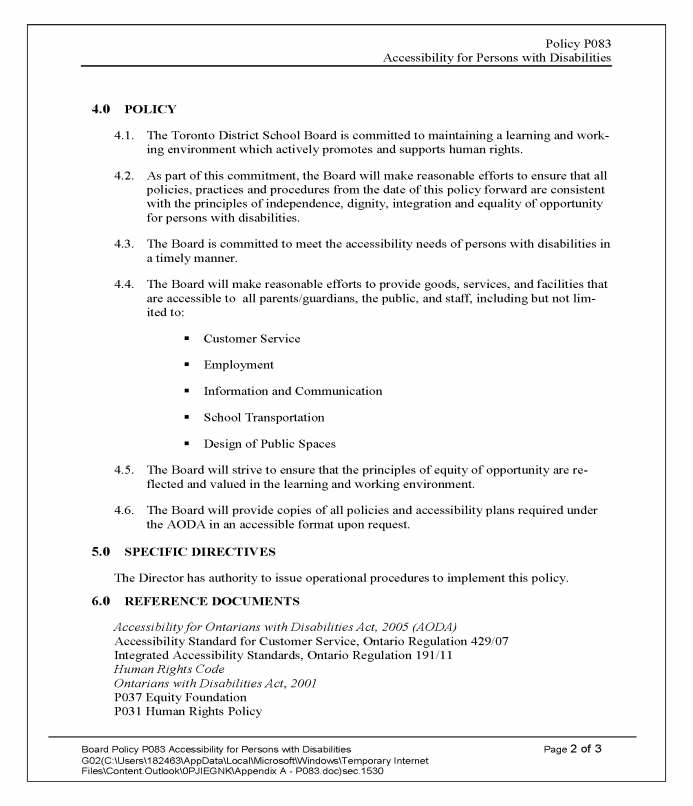 Policy P083
Accessibility for Persons with Disabilities
4.0 POLICY
4.1. The Toronto District School Board is committed to maintaining a learning and work-
ing environment which actively promotes and supports human rights.
4.2. As part of this commitment, the Board will make reasonable efforts to ensure that all
policies, practices and procedures from the date of this policy forward are consistent
with the principles of independence, dignity, integration and equality of opportunity
for persons with disabilities.
4.3. The Board is committed to meet the accessibility needs of persons with disabilities in
a timely manner.
4.4. The Board will make reasonable efforts to provide goods, services, and facilities that
are accessible to all parents/guardians, the public, and staff, including but not lim-
ited to:
▪ Customer Service
▪ Employment
▪ Information and Communication
▪ School Transportation
▪ Design of Public Spaces
4.5. The Board will strive to ensure that the principles of equity of opportunity are re-
flected and valued in the learning and working environment.
4.6. The Board will provide copies of all policies and accessibility plans required under
the AODA in an accessible format upon request.
5.0 SPECIFIC DIRECTIVES
The Director has authority to issue operational procedures to implement this policy.
6.0 REFERENCE DOCUMENTS
Accessibility for Ontarians with Disabilities Act, 2005 (AODA)
Accessibility Standard for Customer Service, Ontario Regulation 429/07
Integrated Accessibility Standards, Ontario Regulation 191/11
Human Rights Code
Ontarians with Disabilities Act, 2001
P037 Equity Foundation
P031 Human Rights Policy
Board Policy P083 Accessibility for Persons with Disabilities Page 2 of 3
G02(C:\Users\182463\AppData\Local\Microsoft\Windows\Temporary Internet
Files\Content.Outlook\0PJIEGNK\Appendix A - P083.doc)sec.1530